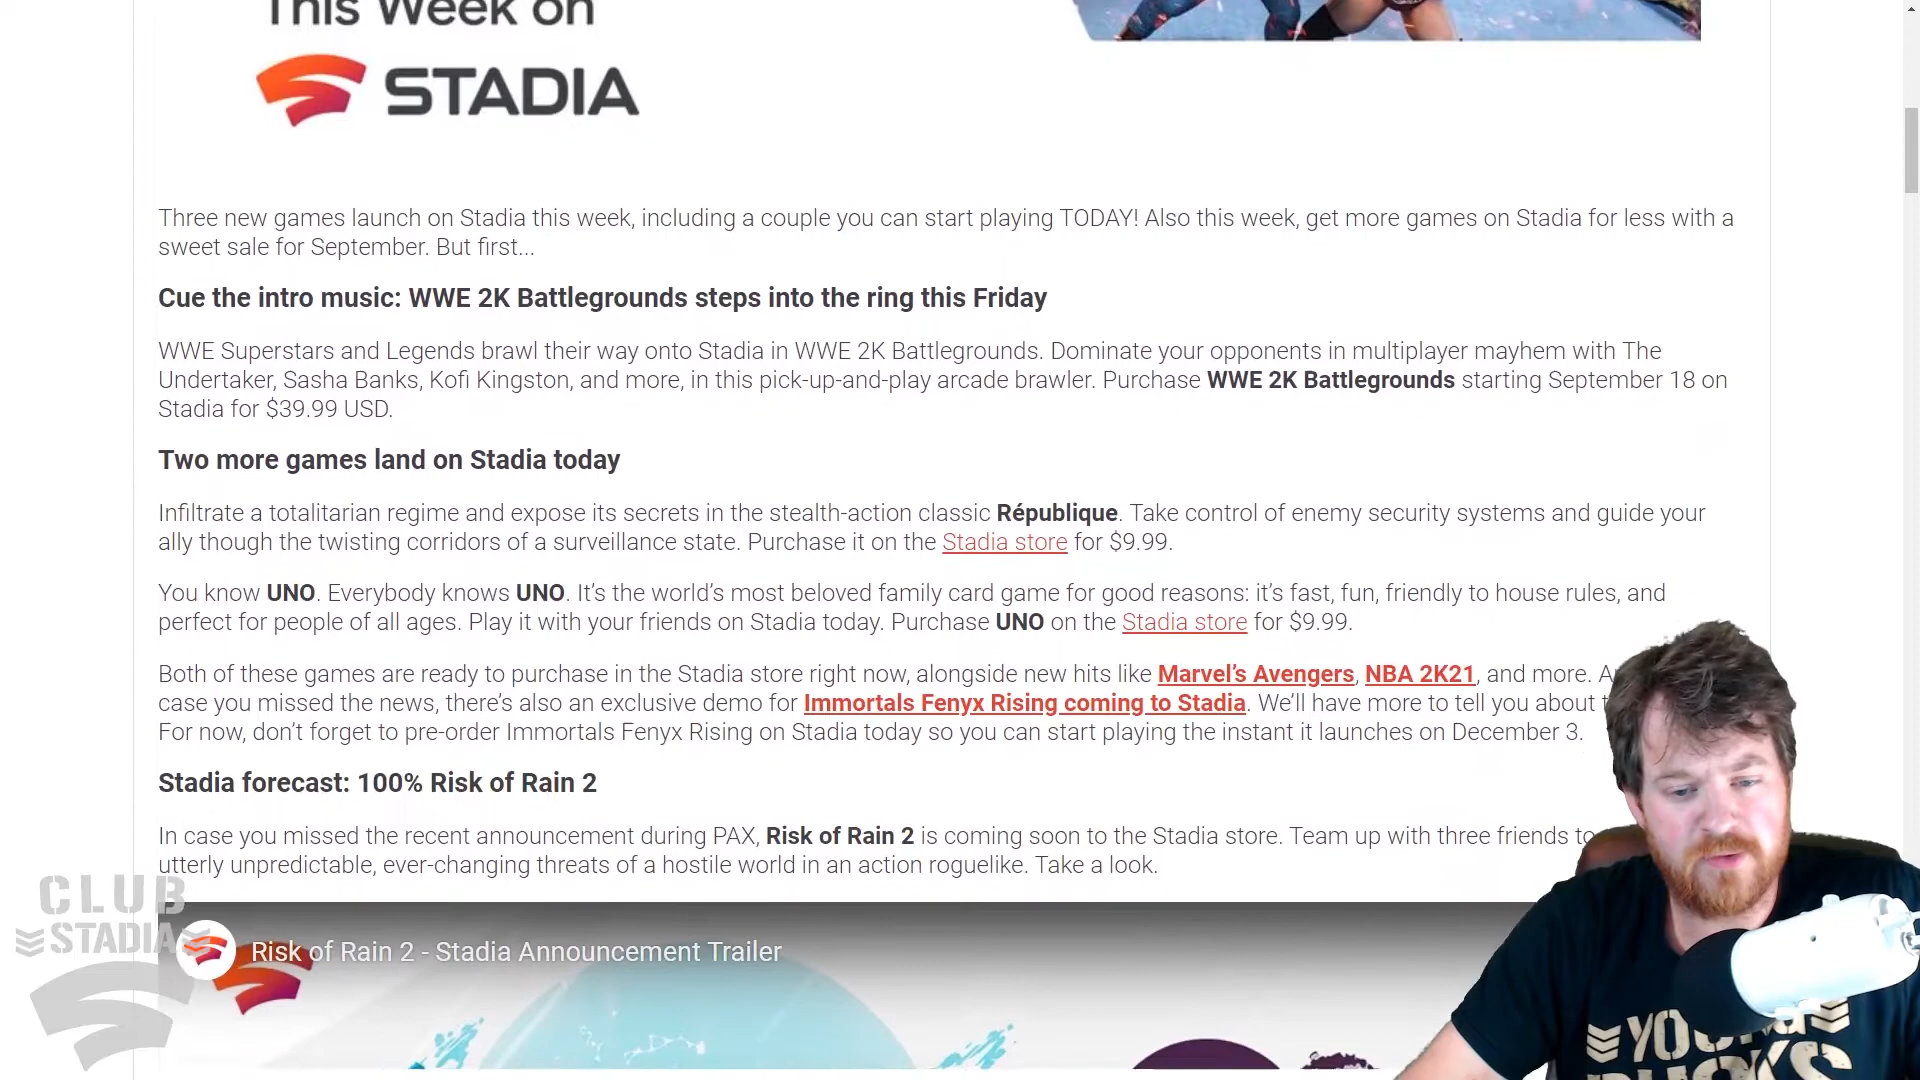 This Week on
STADIA
Three new games launch on Stadia this week, including a couple you can start playing TODAY! Also this week, get more games on Stadia for less with a
sweet sale for September. But first...
Cue the intro music: WWE 2K Battlegrounds steps into the ring this Friday
WWE Superstars and Legends brawl their way onto Stadia in WWE 2K Battlegrounds. Dominate your opponents in multiplayer mayhem with The
Undertaker, Sasha Banks, Kofi Kingston, and more, in this pick-up-and-play arcade brawler. Purchase WWE 2K Battlegrounds starting September 18 on
Stadia for $39.99 USD.
Two more games land on Stadia today
Infiltrate a totalitarian regime and expose its secrets in the stealth-action classic République. Take control of enemy security systems and guide your
ally though the twisting corridors of a surveillance state. Purchase it on the Stadia store for $9.99.
You know UNO. Everybody knows UNO. It’s the world’s most beloved family card game for good reasons: it’s fast, fun, friendly to house rules, and
perfect for people of all ages. Play it with your friends on Stadia today. Purchase UNO on the Stadia store for $9.99.
Both of these games are ready to purchase in the Stadia store right now, alongside new hits like Marvel’s Avengers, NBA 2K21, and more.
case you missed the news, there’s also an exclusive demo for Immortals Fenyx Rising coming to Stadia. We’ll have more to tell you about
For now, don’t forget to pre-order Immortals Fenyx Rising on Stadia today so you can start playing the instant it launches on December 3.
Stadia forecast: 100% Risk of Rain 2
In case you missed the recent announcement during PAX, Risk of Rain 2 is coming soon to the Stadia store. Team up with three friends to
utterly unpredictable, ever-changing threats of a hostile world in an action roguelike. Take a look.
CLUB
STADIA
Risk of Rain 2 - Stadia Announcement Trailer